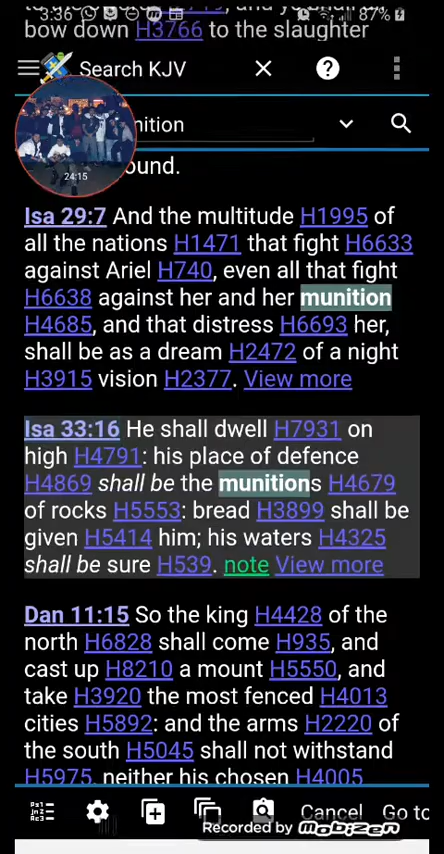 3:36 87%
bow down H3766 to the slaughter
Search KJV
nition
24:15
ound.
Isa 29:7 And the multitude H1995 of
all the nations H1471 that fight H6633
against Ariel H740, even all that fight
H6638 against her and her munition
H4685, and that distress H6693 her,
shall be as a dream H2472 of a night
H3915 vision H2377. View more
Isa 33:16 He shall dwell H7931 on
high H4791: his place of defence
H4869 shall be the munitions H4679
of rocks H5553: bread H3899 shall be
given H5414 him; his waters H4325
shall be sure H539. note View more
Dan 11:15 So the king H4428 of the
north H6828 shall come H935, and
cast up H8210 a mount H5550, and
take H3920 the most fenced H4013
cities H5892: and the arms H2220 of
the south H5045 shall not withstand
H5975, neither his chosen H4005
Cancel Go to
Recorded by Mobizen